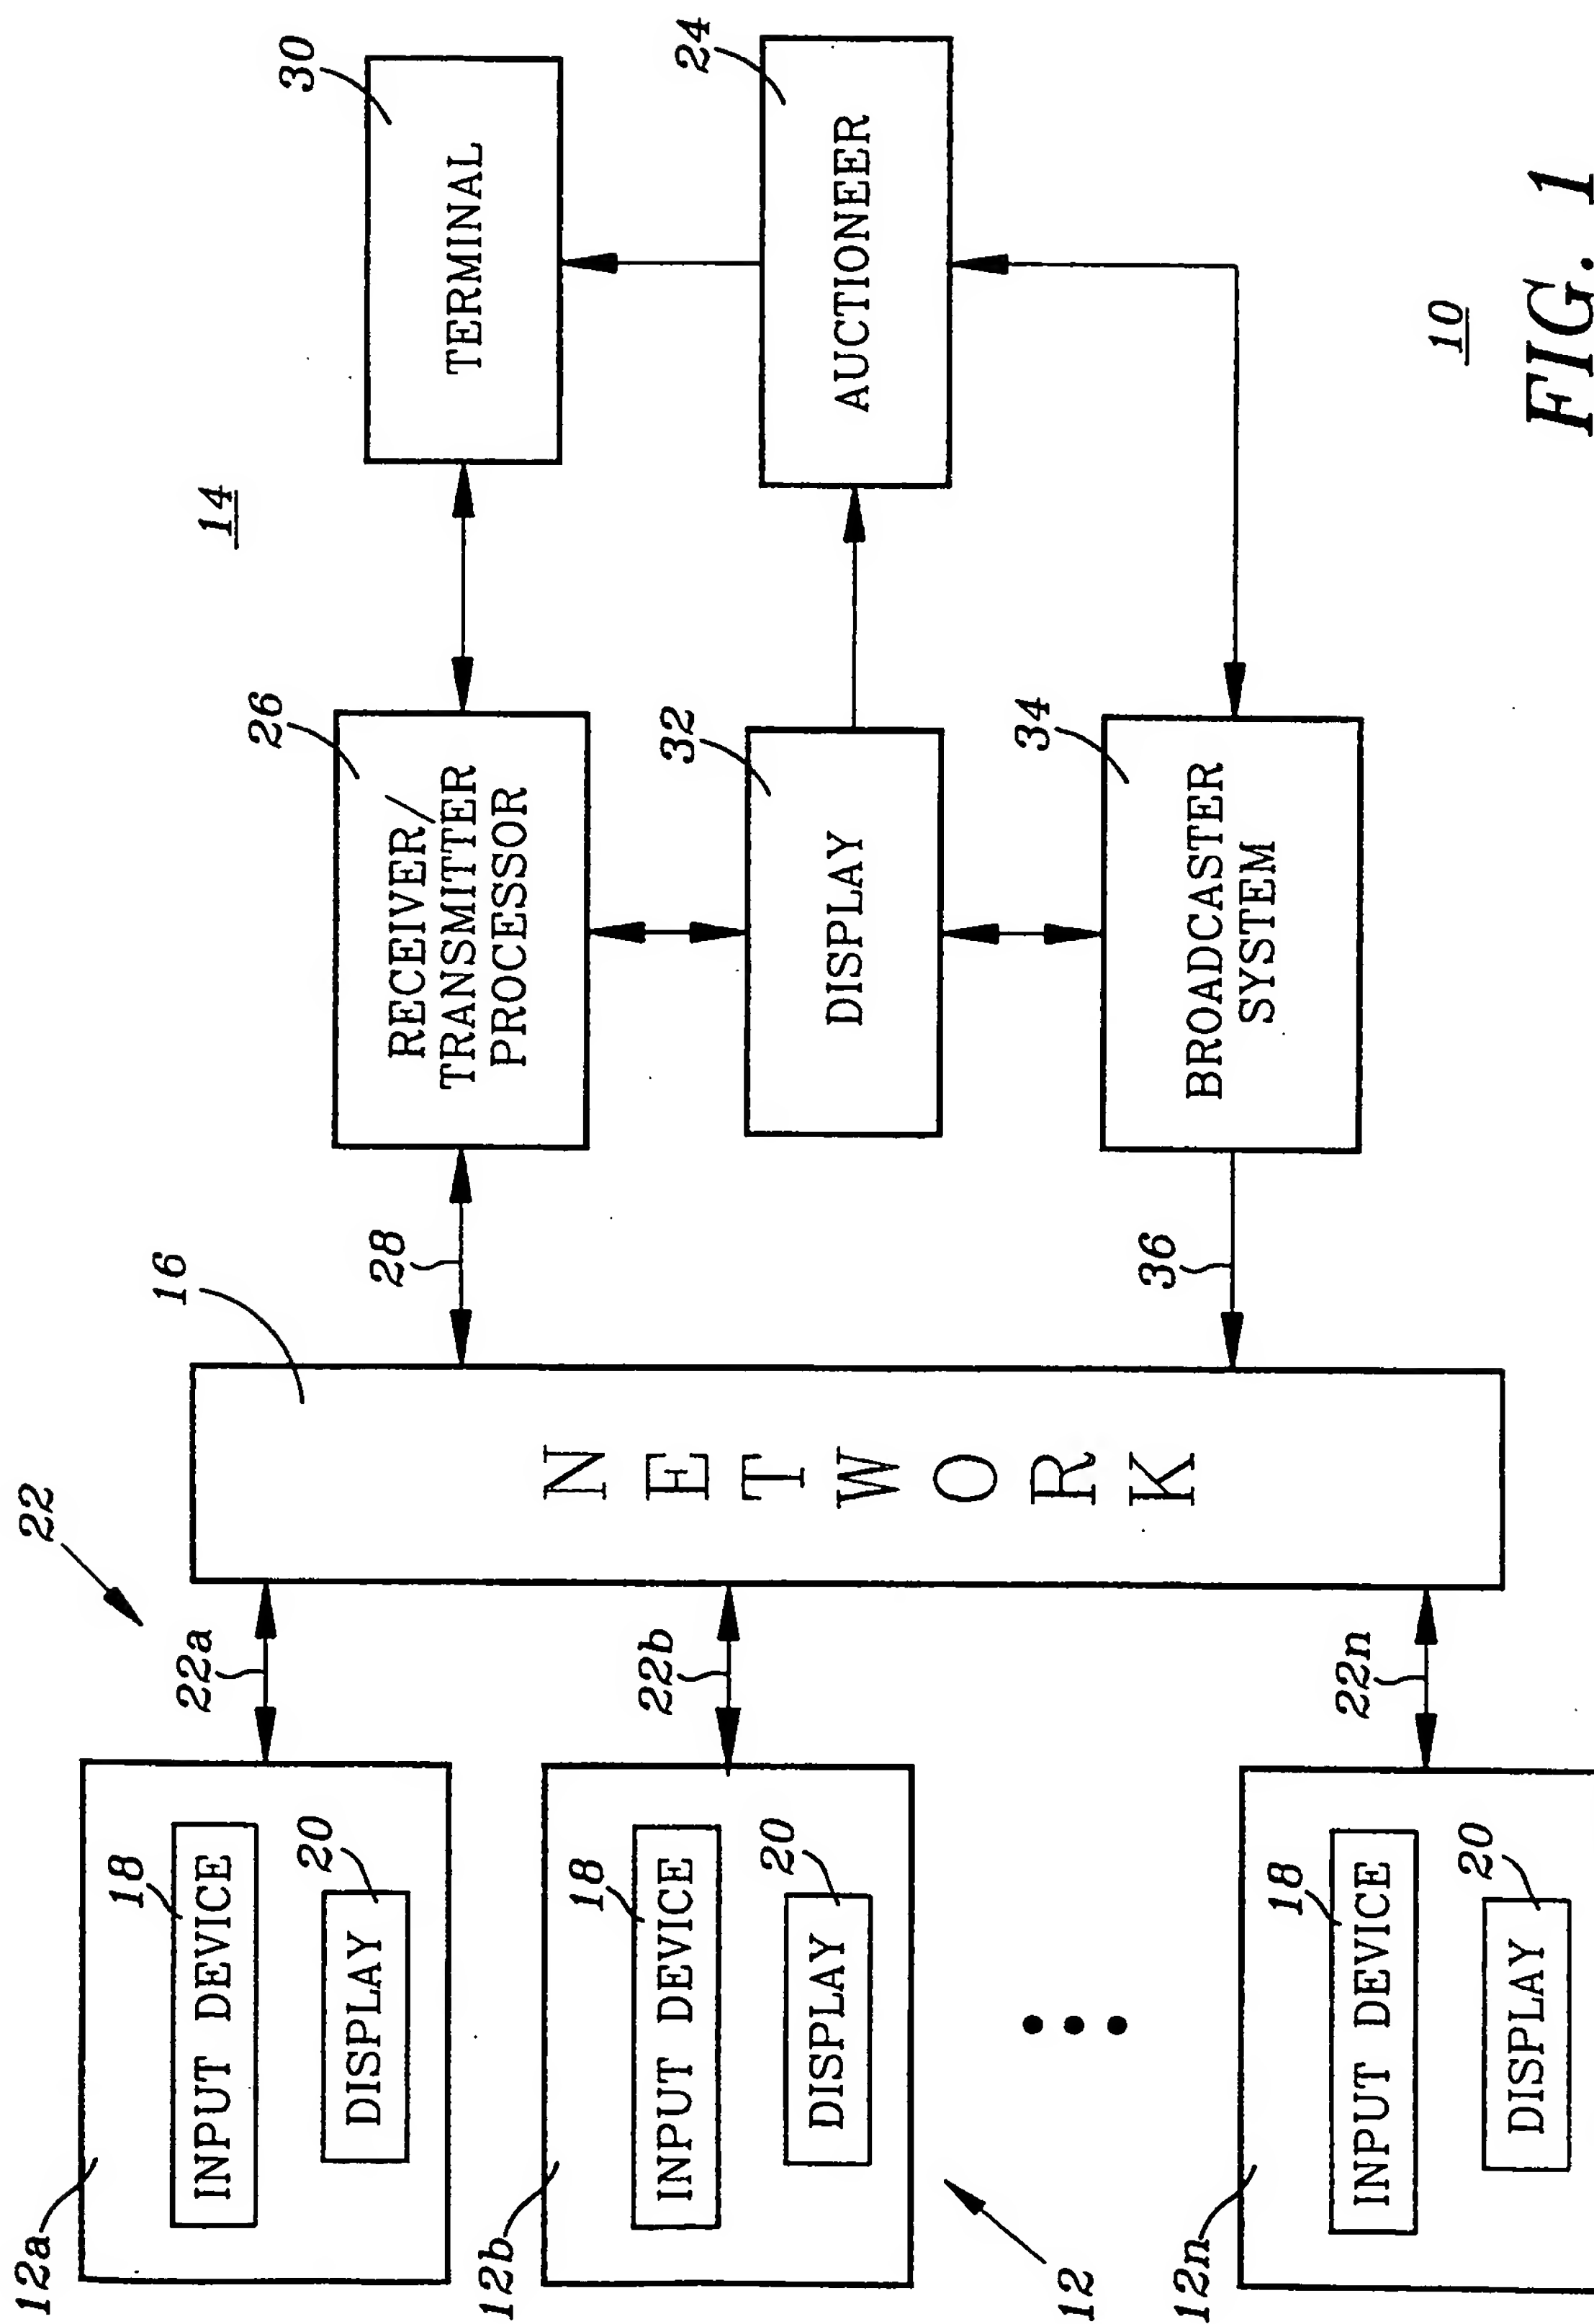 12a
18
INPUT DEVICE
20
DISPLAY
22a
22
12b
18
INPUT DEVICE
20
DISPLAY
22b
12
12n
18
INPUT DEVICE
20
DISPLAY
22n
16
NETWORK
28
36
14
26
RECEIVER/
TRANSMITTER
PROCESSOR
30
TERMINAL
32
DISPLAY
24
AUCTIONEER
34
BROADCASTER
SYSTEM
10
FIG. 1